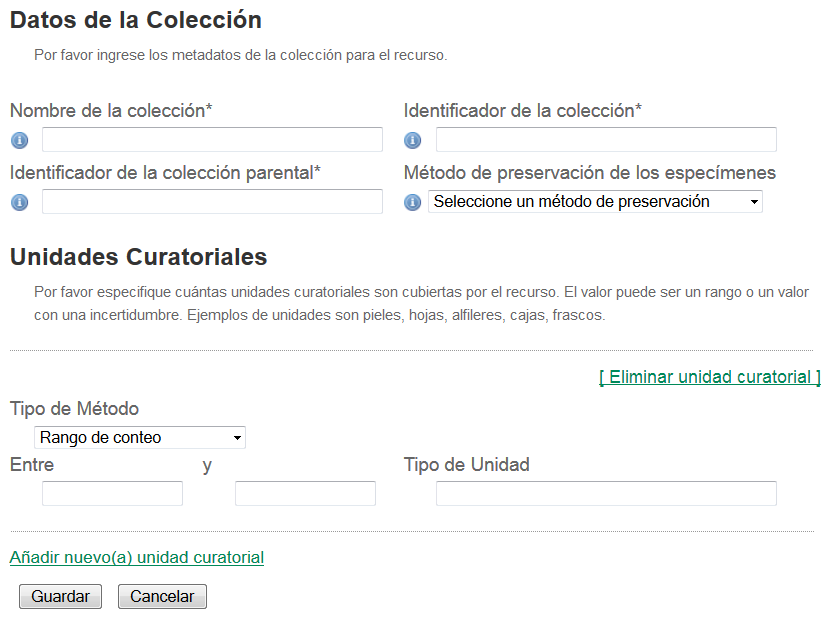 Datos de la Colección
Por favor ingrese los metadatos de la colección para el recurso.
Nombre de la colección*
Identificador de la colección*
Identificador de la colección parental*
Método de preservación de los especímenes
Seleccione un método de preservación
Unidades Curatoriales
Por favor especifique cuántas unidades curatoriales son cubiertas por el recurso. El valor puede ser un rango o un valor
con una incertidumbre. Ejemplos de unidades son pieles, hojas, alfileres, cajas, frascos.
[ Eliminar unidad curatorial ]
Tipo de Método
Rango de conteo
Entre
y
Tipo de Unidad
Añadir nuevo(a) unidad curatorial
Guardar
Cancelar